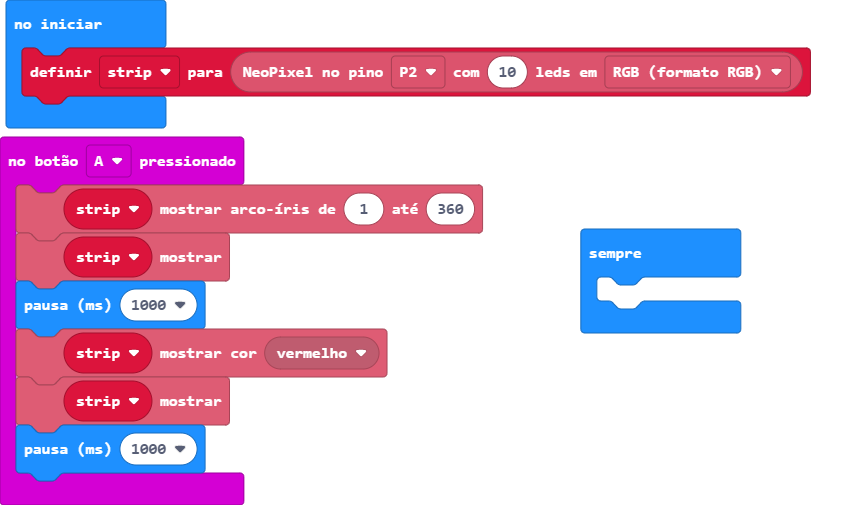 no iniciar
definir strip para NeoPixel no pino P2 com 10 leds em RGB (formato RGB)
no botão A pressionado
strip mostrar arco-íris de 1 até 360
strip mostrar
pausa (ms) 1000
strip mostrar cor vermelho
strip mostrar
pausa (ms) 1000
sempre